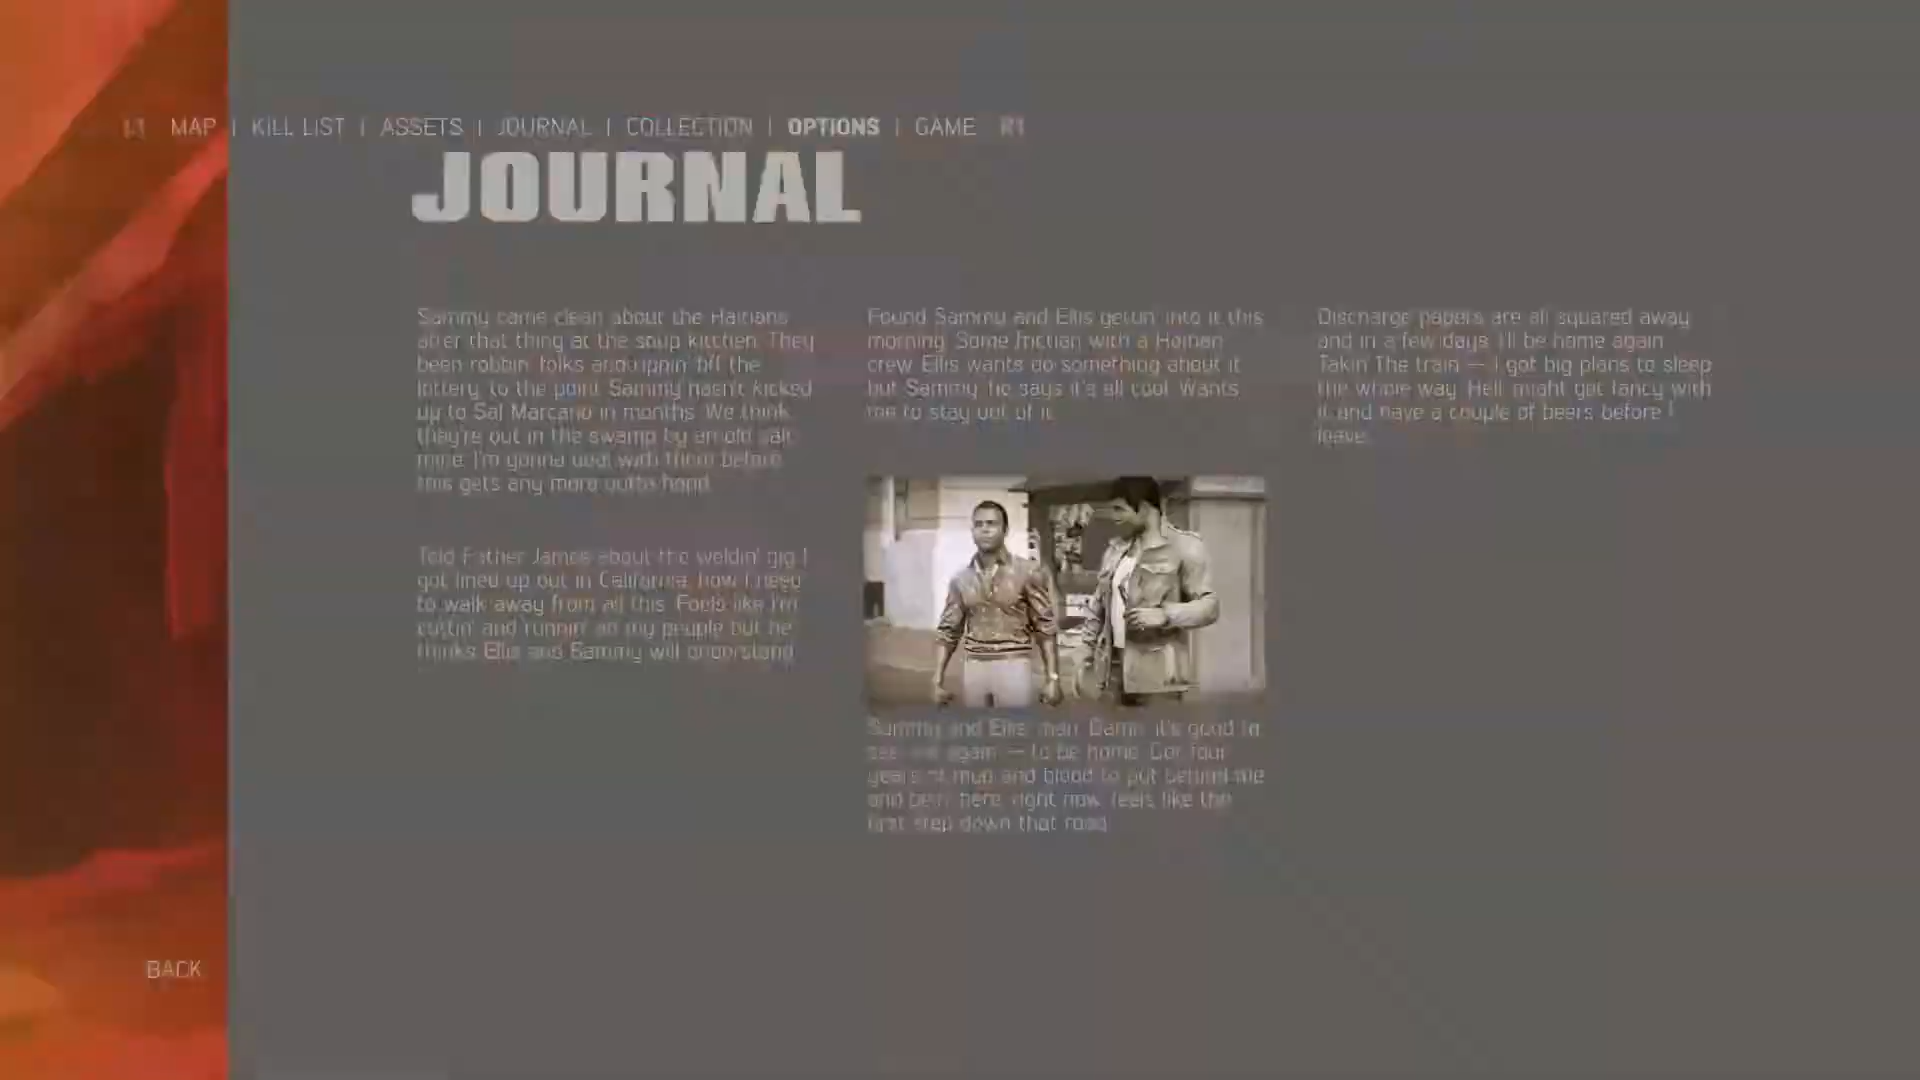 L1 MAP | KILL LIST | ASSETS | JOURNAL | COLLECTION | OPTIONS | GAME R1
JOURNAL
Sammy came clean about the Haitians
after that thing at the soup kitchen. They
been robbin' folks and rippin' off the
lottery, to the point Sammy hasn't kicked
up to Sal Marcano in months. We think
they're out in the swamp by an old salt
mine. I'm gonna deal with them before
this gets any more outta hand.
Told Father James about the weldin' gig I
got lined up out in California, how I need
to walk away from all this. Feels like I'm
cuttin' and runnin' on my people but he
thinks Ellis and Sammy will understand.
Found Sammy and Ellis gettin' into it this
morning. Some friction with a Haitian
crew. Ellis wants do something about it
but Sammy, he says it's all cool. Wants
me to stay out of it.
Sammy and Ellis, man. Damn, it's good to
see again — to be home. Got four
years of mud and blood to put behind me
and bein' here, right now, feels like the
first step down that road.
Discharge papers are all squared away
and in a few days I'll be home again.
Takin' The train — I got big plans to sleep
the whole way. Hell, might got fancy with
it and have a couple of beers before I
leave.
BACK